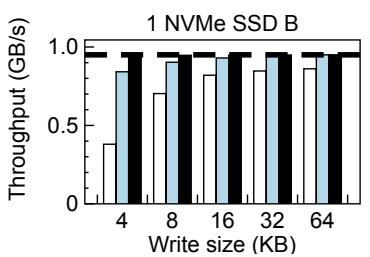 1 NVMe SSD B
Throughput (GB/s)
1.0
0.5
0
4 8 16 32 64
Write size (KB)